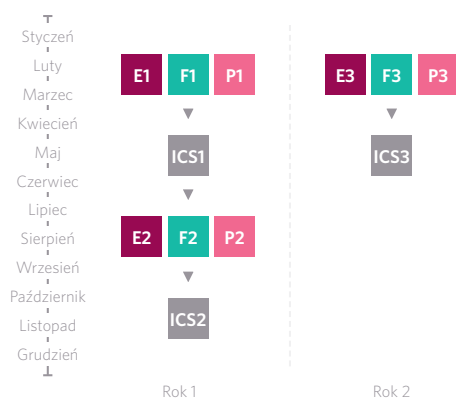 Styczeń
Luty
Marzec
Kwiecień
Maj
Czerwiec
Lipiec
Sierpień
Wrzesień
Październik
Listopad
Grudzień
E1 F1 P1
ICS1
E2 F2 P2
ICS2
Rok 1
E3 F3 P3
ICS3
Rok 2